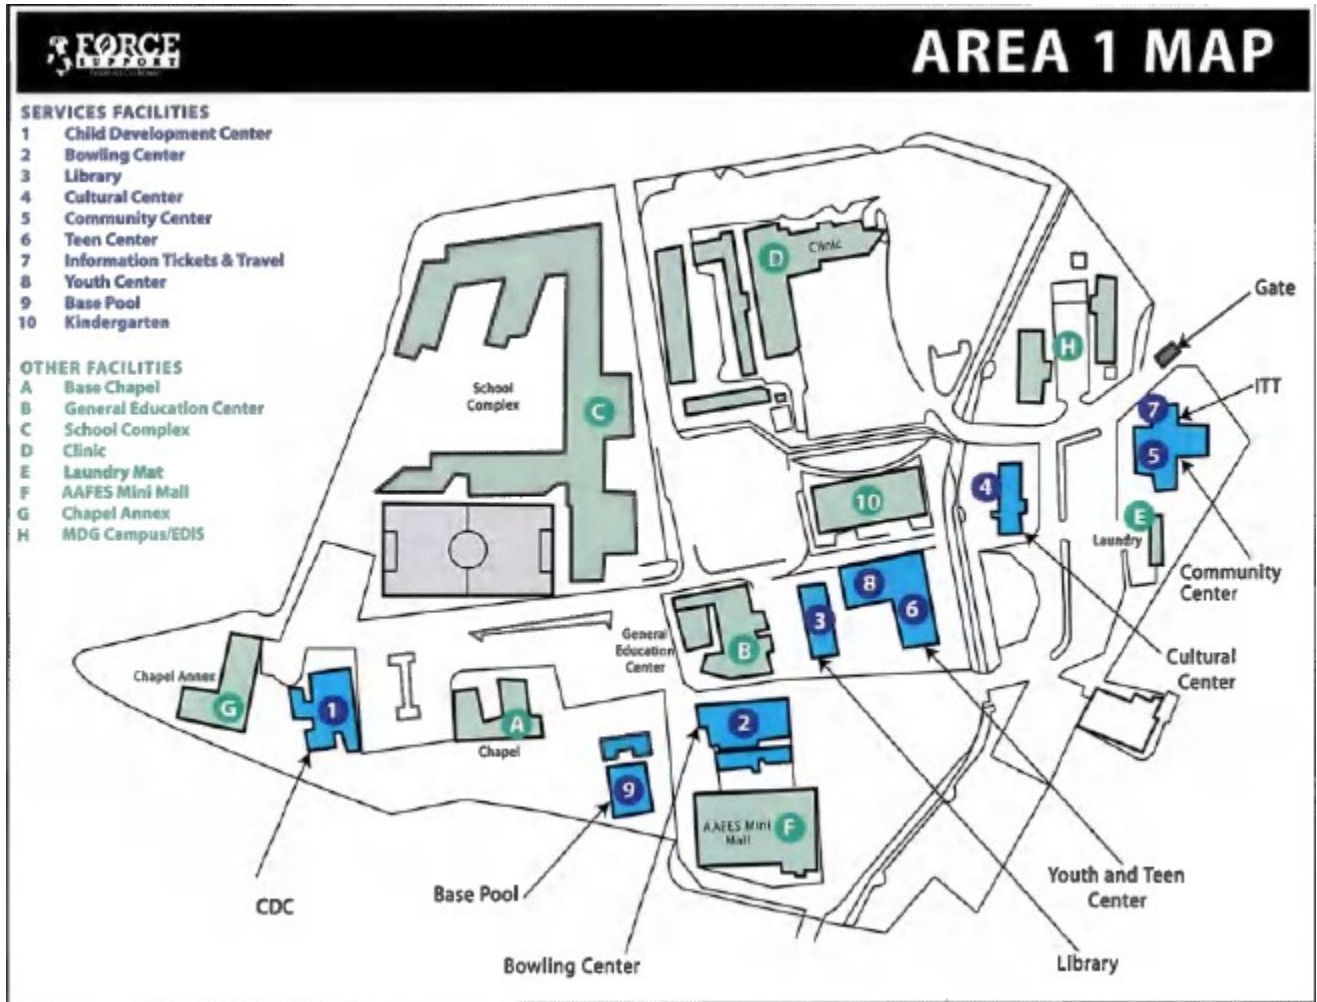 FORCE
SUPPORT
AREA 1 MAP
SERVICES FACILITIES
1 Child Development Center
2 Bowling Center
3 Library
4 Cultural Center
5 Community Center
6 Teen Center
7 Information Tickets & Travel
8 Youth Center
9 Base Pool
10 Kindergarten
OTHER FACILITIES
A Base Chapel
B General Education Center
C School Complex
D Clinic
E Laundry Mat
F AAFES Mini Mall
G Chapel Annex
H MDG Campus/EDIS
D Clinic
Gate
H
School
Complex
C
7
ITT
5
4
10
E
Laundry
Community
Center
8
6
3
General
Education
Center
B
Cultural
Center
Chapel Annex
G
1
A
Chapel
2
9
AAFES Mini
Mall
F
Youth and Teen
Center
CDC
Base Pool
Bowling Center
Library